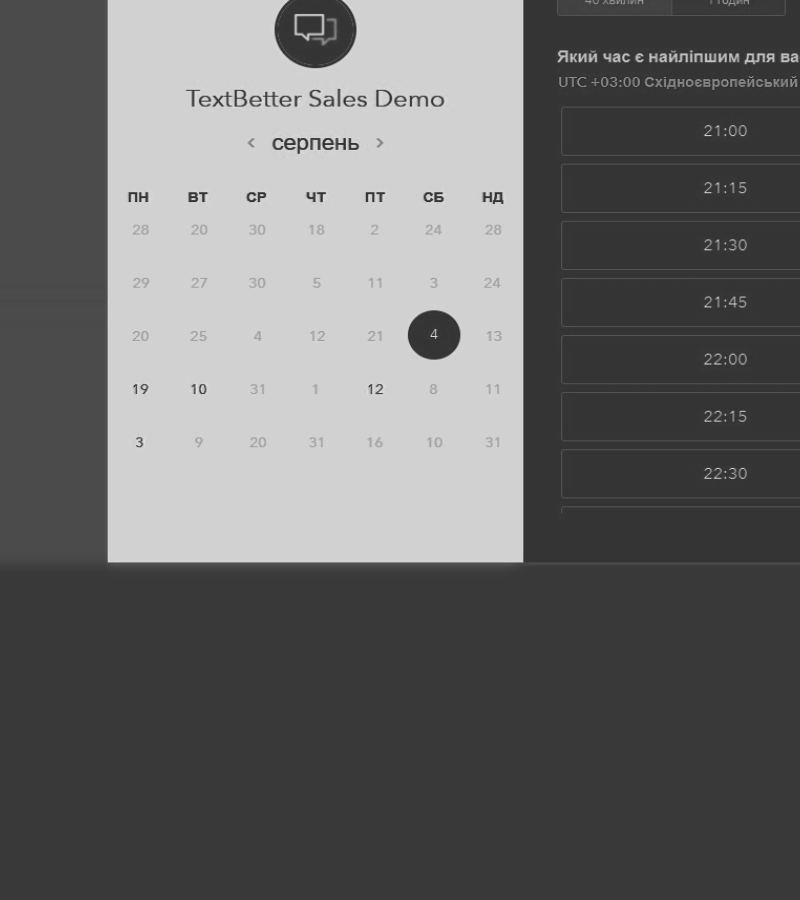 TextBetter Sales Demo
серпень
ПН ВТ СР ЧТ ПТ СБ НД
28 20 30 18 2 24 28
29 27 30 5 11 3 24
20 25 4 12 21 4 13
19 10 31 1 12 8 11
3 9 20 31 16 10 31
40 хвилин 1 годин
Який час є найліпшим для ва
UTC +03:00 Східноєвропейський
21:00
21:15
21:30
21:45
22:00
22:15
22:30